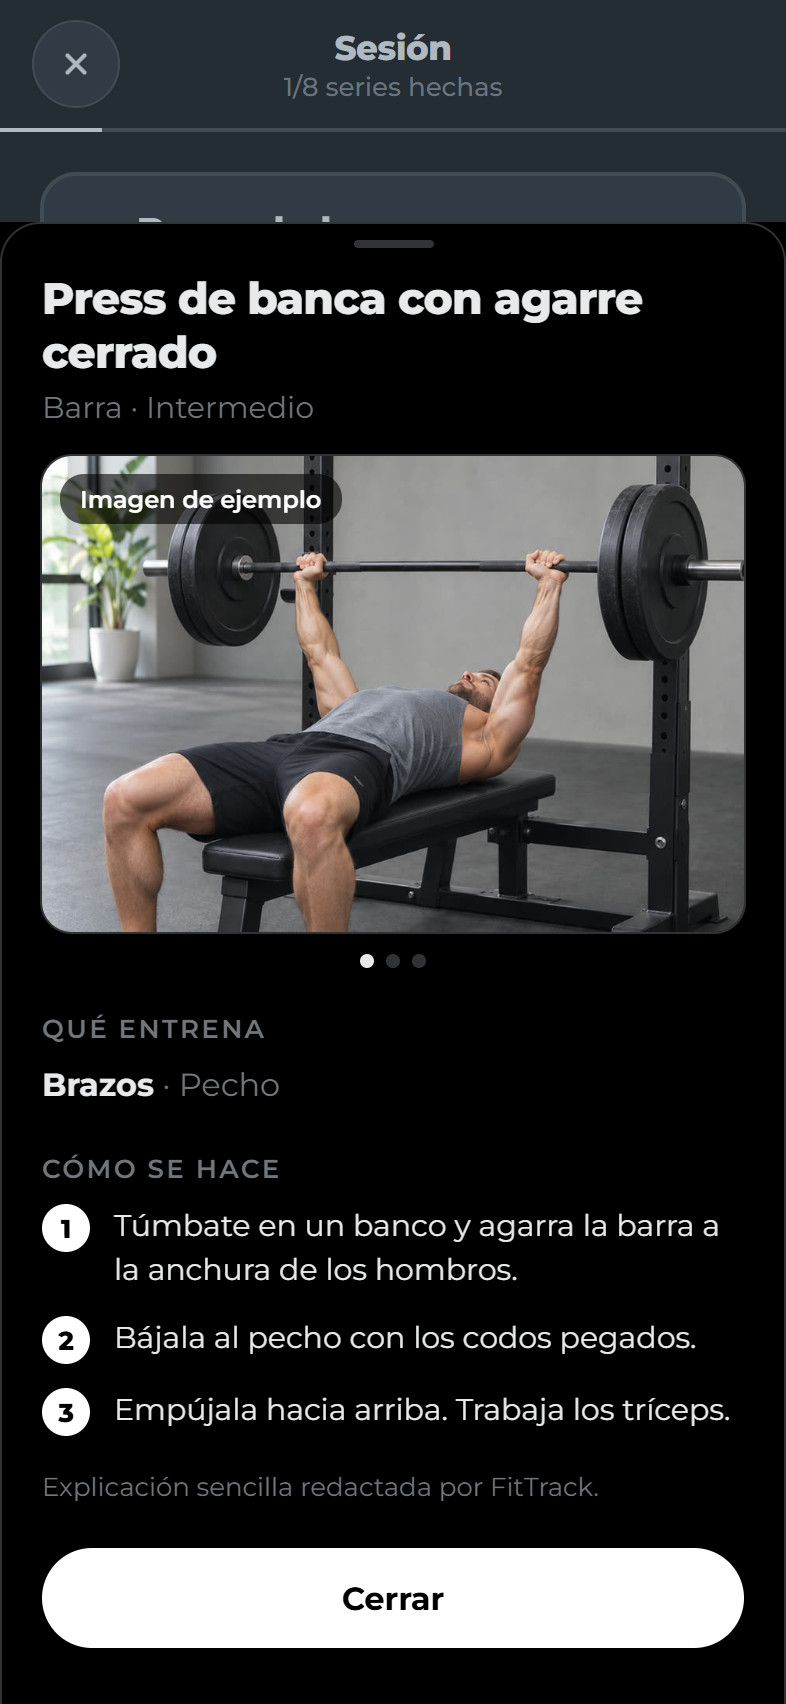 Sesión
1/8 series hechas
Press de banca con agarre
cerrado
Barra · Intermedio
Imagen de ejemplo
QUÉ ENTRENA
Brazos · Pecho
CÓMO SE HACE
1 Túmbate en un banco y agarra la barra a
la anchura de los hombros.
2 Bájala al pecho con los codos pegados.
3 Empújala hacia arriba. Trabaja los tríceps.
Explicación sencilla redactada por FitTrack.
Cerrar